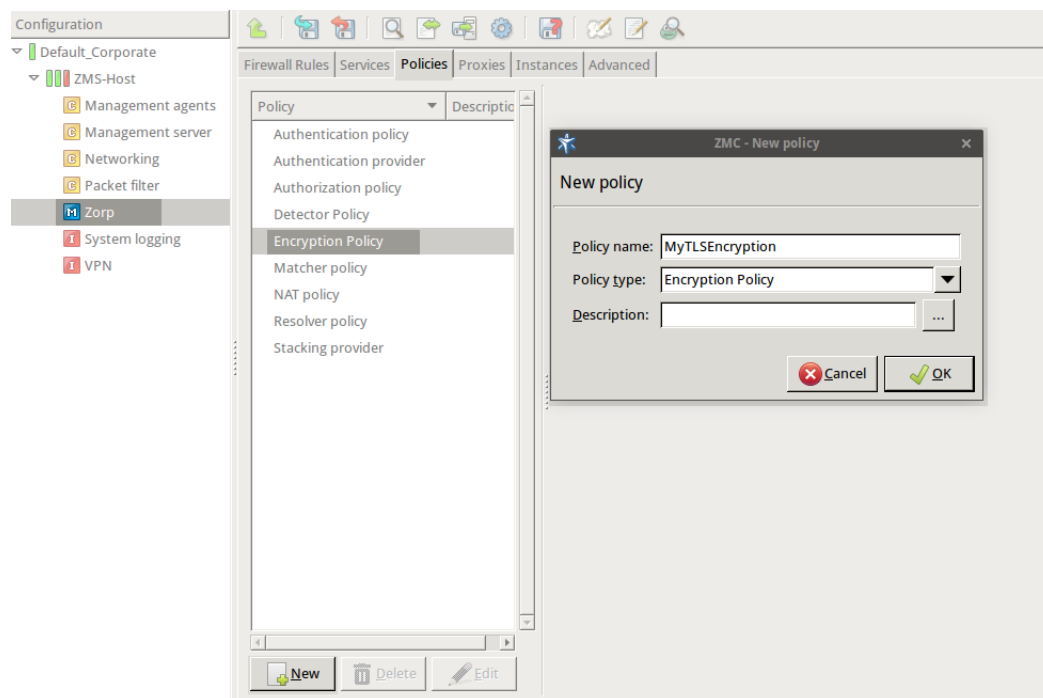 Configuration
Default_Corporate
ZMS-Host
C Management agents
C Management server
C Networking
C Packet filter
M Zorp
I System logging
I VPN
Firewall Rules Services Policies Proxies Instances Advanced
Policy Descriptio
Authentication policy
Authentication provider
Authorization policy
Detector Policy
Encryption Policy
Matcher policy
NAT policy
Resolver policy
Stacking provider
New Delete Edit
ZMC - New policy
New policy
Policy name: MyTLSEncryption
Policy type: Encryption Policy
Description: ...
Cancel OK